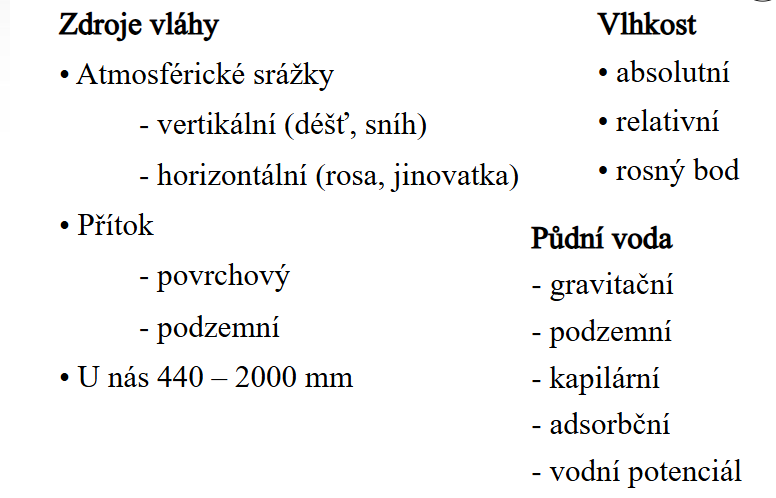 Zdroje vláhy
• Atmosférické srážky
- vertikální (déšť, sníh)
- horizontální (rosa, jinovatka)
• Přítok
- povrchový
- podzemní
• U nás 440 – 2000 mm
Vlhkost
• absolutní
• relativní
• rosný bod
Půdní voda
- gravitační
- podzemní
- kapilární
- adsorbční
- vodní potenciál